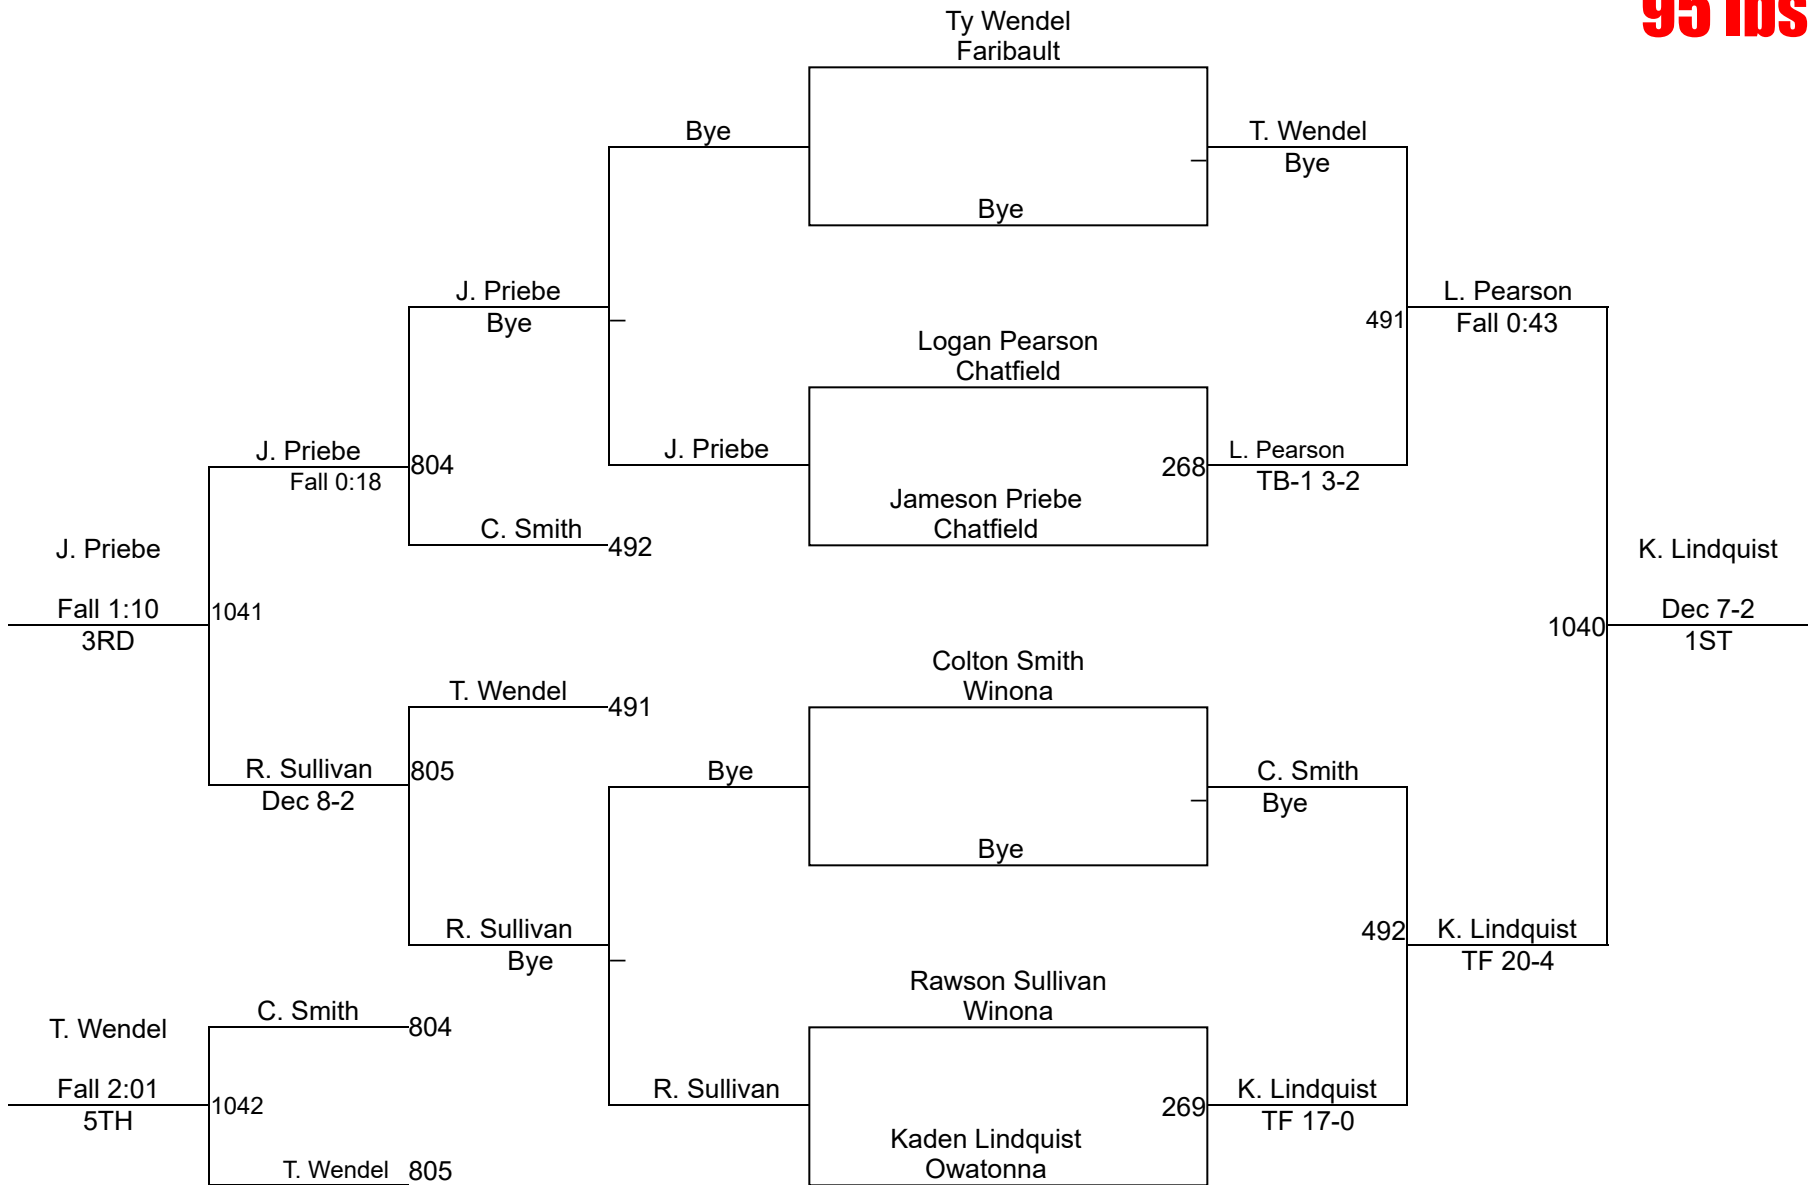 95 lbs
Ty Wendel
Faribault
Bye
T. Wendel
Bye
Bye
J. Priebe
Bye
L. Pearson
491
Fall 0:43
Logan Pearson
Chatfield
J. Priebe
804
Fall 0:18
J. Priebe
268
L. Pearson
TB-1 3-2
Jameson Priebe
Chatfield
C. Smith
492
J. Priebe
K. Lindquist
Fall 1:10
1041
3RD
1040
Dec 7-2
1ST
Colton Smith
Winona
T. Wendel
491
R. Sullivan
805
Dec 8-2
Bye
C. Smith
Bye
Bye
R. Sullivan
Bye
492
K. Lindquist
TF 20-4
Rawson Sullivan
Winona
C. Smith
804
T. Wendel
Fall 2:01
1042
5TH
R. Sullivan
269
K. Lindquist
TF 17-0
Kaden Lindquist
Owatonna
T. Wendel
805